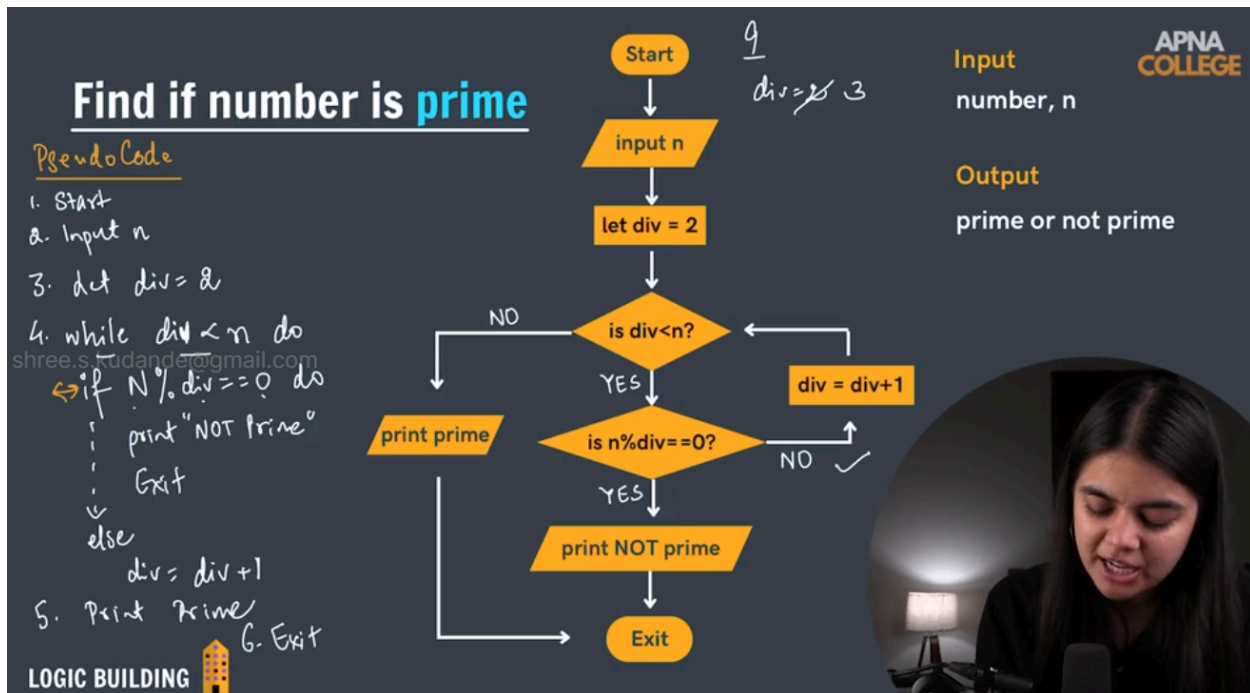 APNA
COLLEGE
Find if number is prime
PseudoCode
1. Start
2. Input n
3. Let div = 2
4. while div < n do
shree.s.kudande@gmail.com
if N%div==0 do
print "NOT Prime"
Exit
else
div = div+1
5. Print Prime
6. Exit
LOGIC BUILDING
9
div = 2 3
Start
input n
let div = 2
is div<n?
NO
YES
print prime
is n%div==0?
NO
div = div+1
YES
print NOT prime
Exit
Input
number, n
Output
prime or not prime